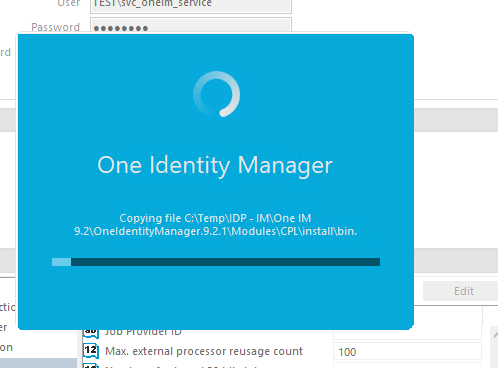 User TEST\svc_oneim_service
Password ●●●●●●●●
rd
One Identity Manager
Copying file C:\Temp\IDP - IM\One IM
9.2\OneIdentityManager.9.2.1\Modules\CPL\install\bin.
Edit
ctic
er
on
Job Provider ID
12 Max. external processor reusage count 100